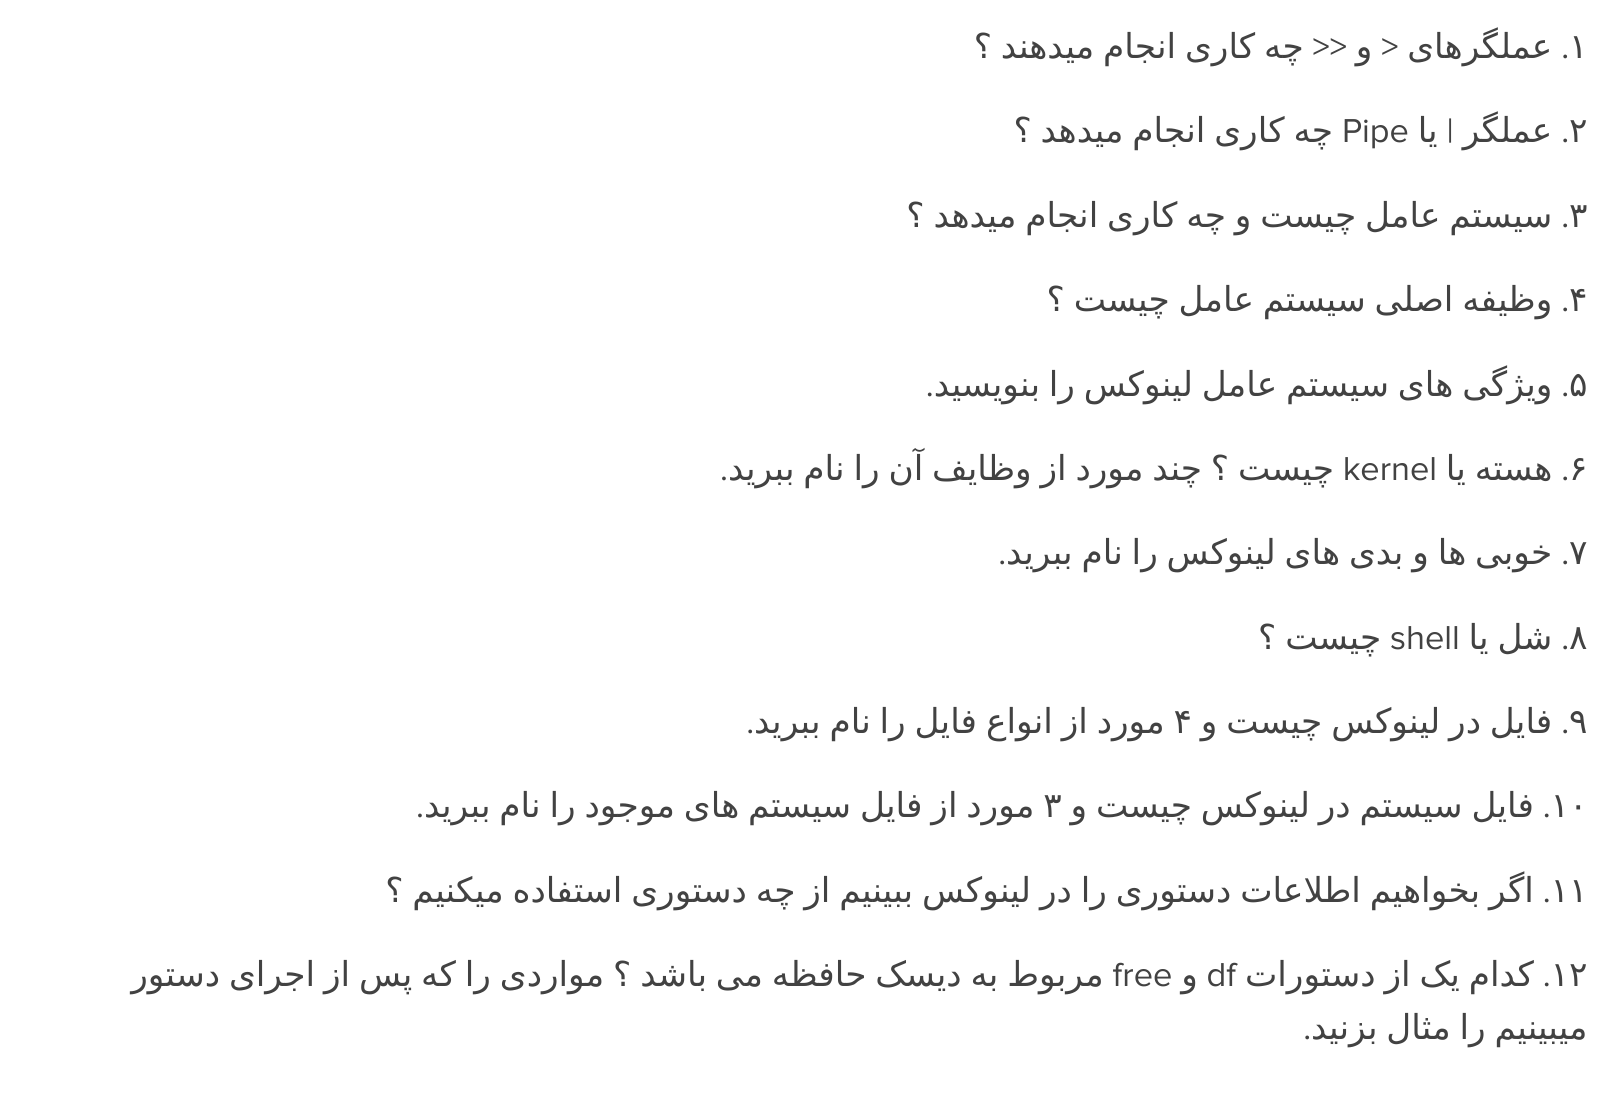 ۱. عملگرهای > و >> چه کاری انجام میدهند ؟
۲. عملگر | یا Pipe چه کاری انجام میدهد ؟
۳. سیستم عامل چیست و چه کاری انجام میدهد ؟
۴. وظیفه اصلی سیستم عامل چیست ؟
۵. ویژگی های سیستم عامل لینوکس را بنویسید.
۶. هسته یا kernel چیست ؟ چند مورد از وظایف آن را نام ببرید.
۷. خوبی ها و بدی های لینوکس را نام ببرید.
۸. شل یا shell چیست ؟
۹. فایل در لینوکس چیست و ۴ مورد از انواع فایل را نام ببرید.
۱۰. فایل سیستم در لینوکس چیست و ۳ مورد از فایل سیستم های موجود را نام ببرید.
۱۱. اگر بخواهیم اطلاعات دستوری را در لینوکس ببینیم از چه دستوری استفاده میکنیم ؟
۱۲. کدام یک از دستورات df و free مربوط به دیسک حافظه می باشد ؟ مواردی را که پس از اجرای دستور
میبینیم را مثال بزنید.